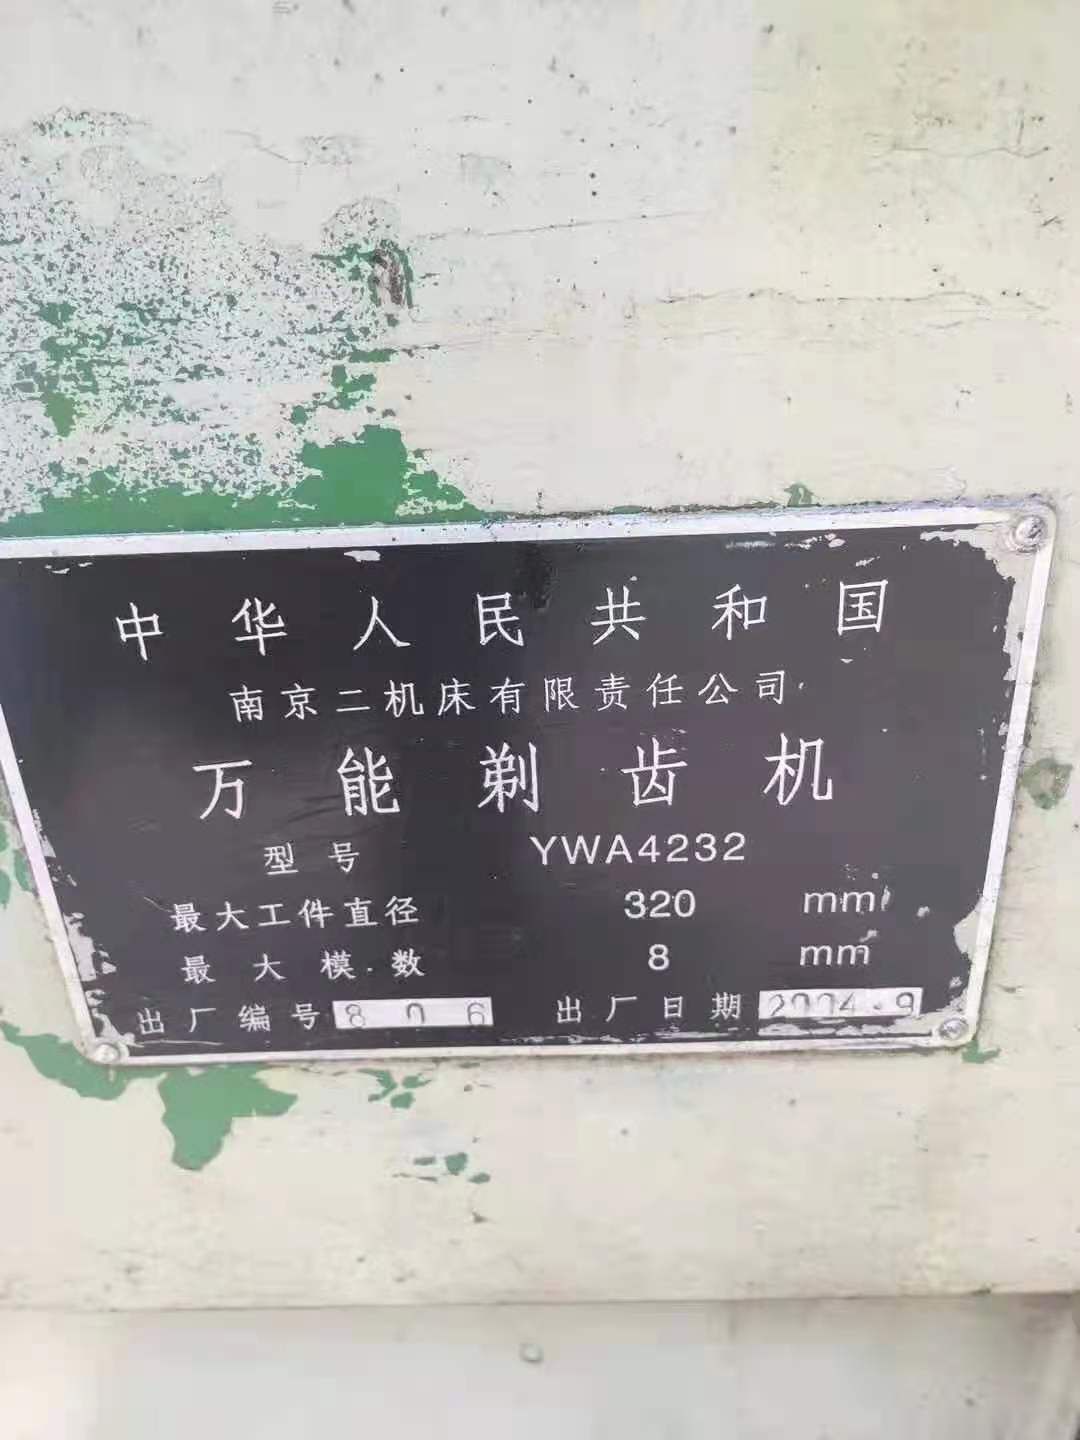 中华人民共和国
南京二机床有限责任公司
万能剃齿机
型号 YWA4232
最大工件直径 320 mm
最大模数 8 mm
出厂编号 806 出厂日期 2004.9